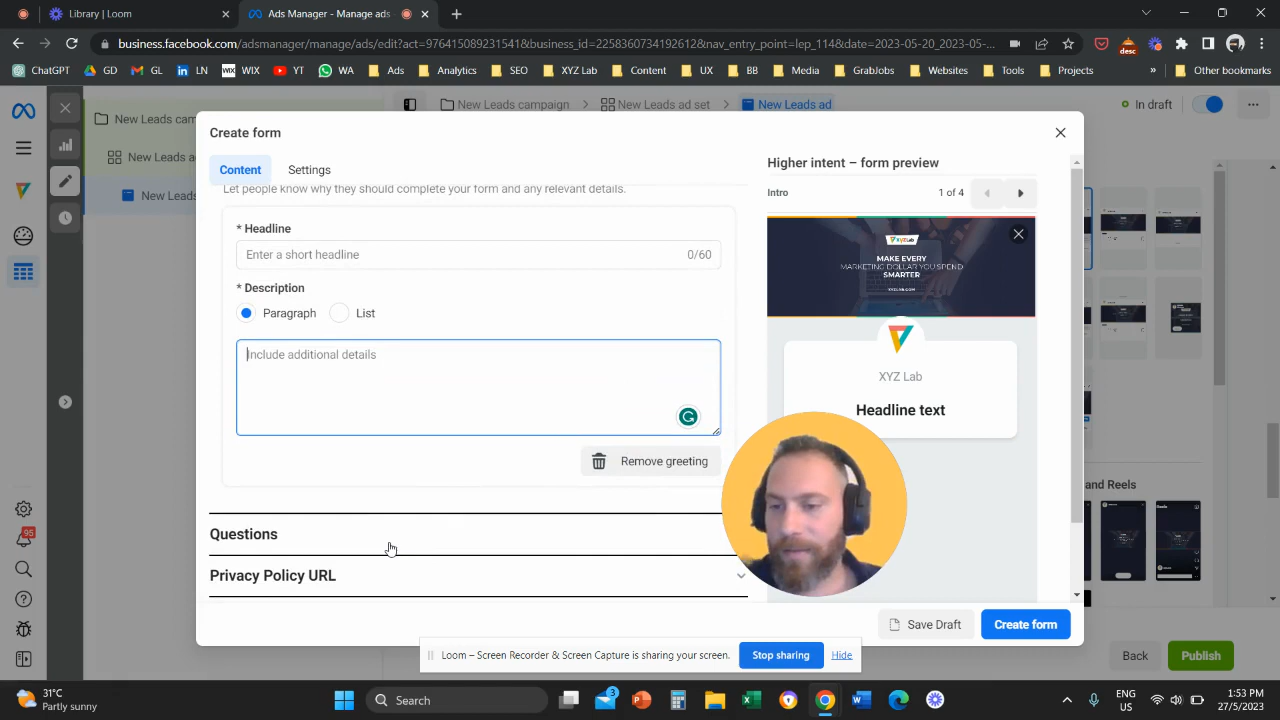 Library | Loom
Ads Manager - Manage ads
business.facebook.com/adsmanager/manage/ads/edit?act=976415089231541&business_id=2258360734192612&nav_entry_point=lep_114&date=2023-05-20_2023-05-...
desc
ChatGPT GD GL LN WIX YT WA Ads Analytics SEO XYZ Lab Content UX BB Media GrabJobs Websites Tools Projects » Other bookmarks
New Leads campaign New Leads ad set New Leads ad In draft
New Leads cam
New Leads a
New Leads
Create form
Content Settings
Let people know why they should complete your form and any relevant details.
* Headline
Enter a short headline 0/60
* Description
Paragraph List
Include additional details
Remove greeting
Questions
Privacy Policy URL
Higher intent – form preview
Intro 1 of 4
XYZLab
MAKE EVERY
MARKETING DOLLAR YOU SPEND
SMARTER
XYZLAB.COM
XYZ Lab
Headline text
and Reels
95
Save Draft Create form
Loom – Screen Recorder & Screen Capture is sharing your screen. Stop sharing Hide
Back Publish
31°C
Partly sunny
Search
3
ENG
US
1:53 PM
27/5/2023